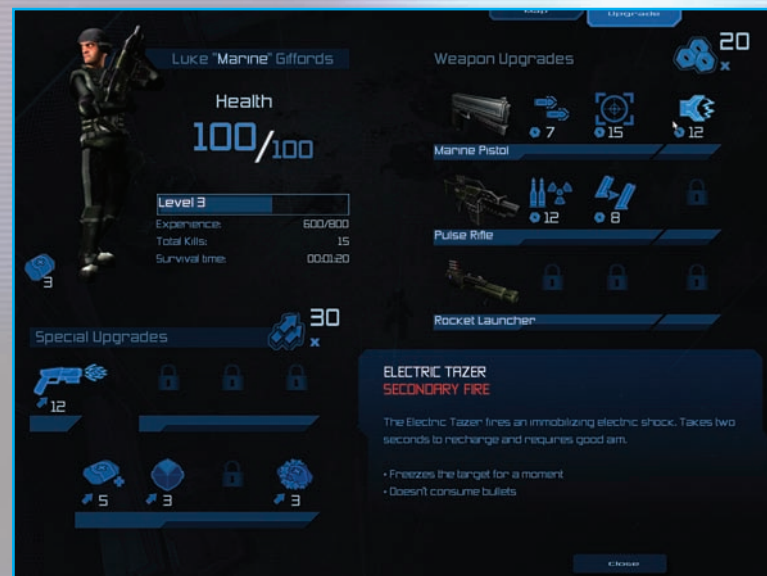 Map
Upgrade
Luke "Marine" Giffords
Health
100/100
Level 3
Experience: 600/800
Total Kills: 15
Survival time: 00:01:20
3
Weapon Upgrades
20
x
7
15
12
Marine Pistol
12
8
Pulse Rifle
Rocket Launcher
Special Upgrades
30
x
12
5
3
3
ELECTRIC TAZER
SECONDARY FIRE
The Electric Tazer fires an immobilizing electric shock. Takes two
seconds to recharge and requires good aim.
• Freezes the target for a moment
• Doesn't consume bullets
Close